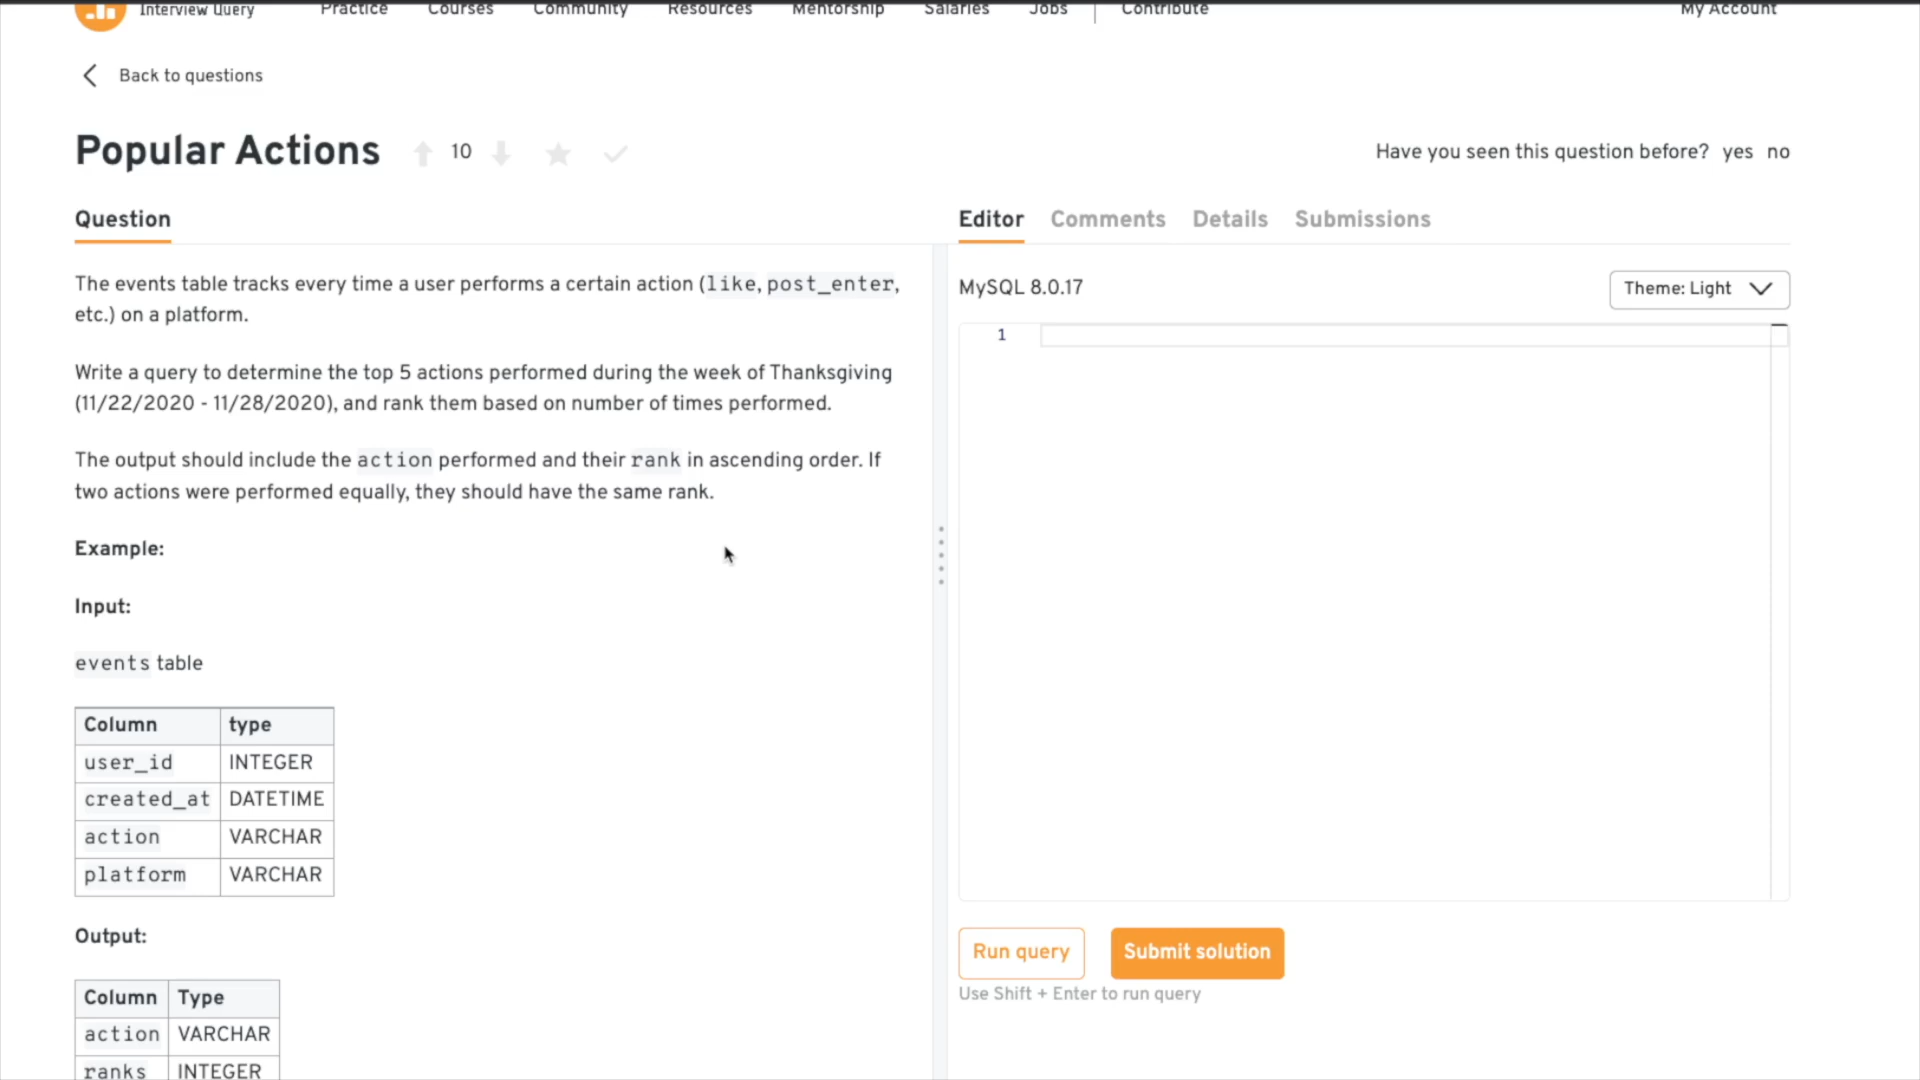 Interview Query Practice Courses Community Resources Mentorship Salaries Jobs Contribute My Account
Back to questions
Popular Actions 10 Have you seen this question before? yes no
Question
The events table tracks every time a user performs a certain action (like, post_enter,
etc.) on a platform.
Write a query to determine the top 5 actions performed during the week of Thanksgiving
(11/22/2020 - 11/28/2020), and rank them based on number of times performed.
The output should include the action performed and their rank in ascending order. If
two actions were performed equally, they should have the same rank.
Example:
Input:
events table
Column type
user_id INTEGER
created_at DATETIME
action VARCHAR
platform VARCHAR
Output:
Column Type
action VARCHAR
ranks INTEGER
Editor Comments Details Submissions
MySQL 8.0.17 Theme: Light
1
Run query Submit solution
Use Shift + Enter to run query